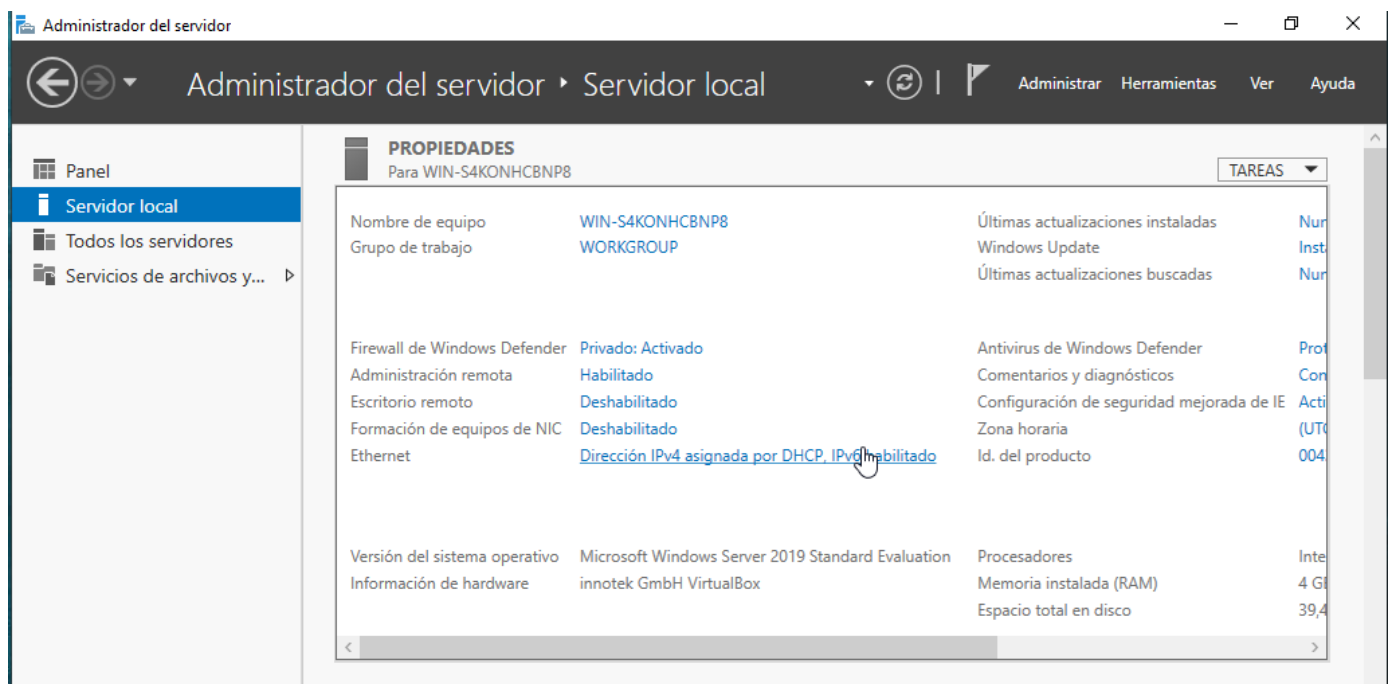 Administrador del servidor
Administrador del servidor ‣ Servidor local
Administrar Herramientas Ver Ayuda
Panel
Servidor local
Todos los servidores
Servicios de archivos y...
PROPIEDADES
Para WIN-S4KONHCBNP8
TAREAS
Nombre de equipo WIN-S4KONHCBNP8 Últimas actualizaciones instaladas
Grupo de trabajo WORKGROUP Windows Update
Últimas actualizaciones buscadas
Firewall de Windows Defender Privado: Activado Antivirus de Windows Defender
Administración remota Habilitado Comentarios y diagnósticos
Escritorio remoto Deshabilitado Configuración de seguridad mejorada de IE
Formación de equipos de NIC Deshabilitado Zona horaria
Ethernet Dirección IPv4 asignada por DHCP, IPv6 habilitado Id. del producto
Versión del sistema operativo Microsoft Windows Server 2019 Standard Evaluation Procesadores
Información de hardware innotek GmbH VirtualBox Memoria instalada (RAM)
Espacio total en disco